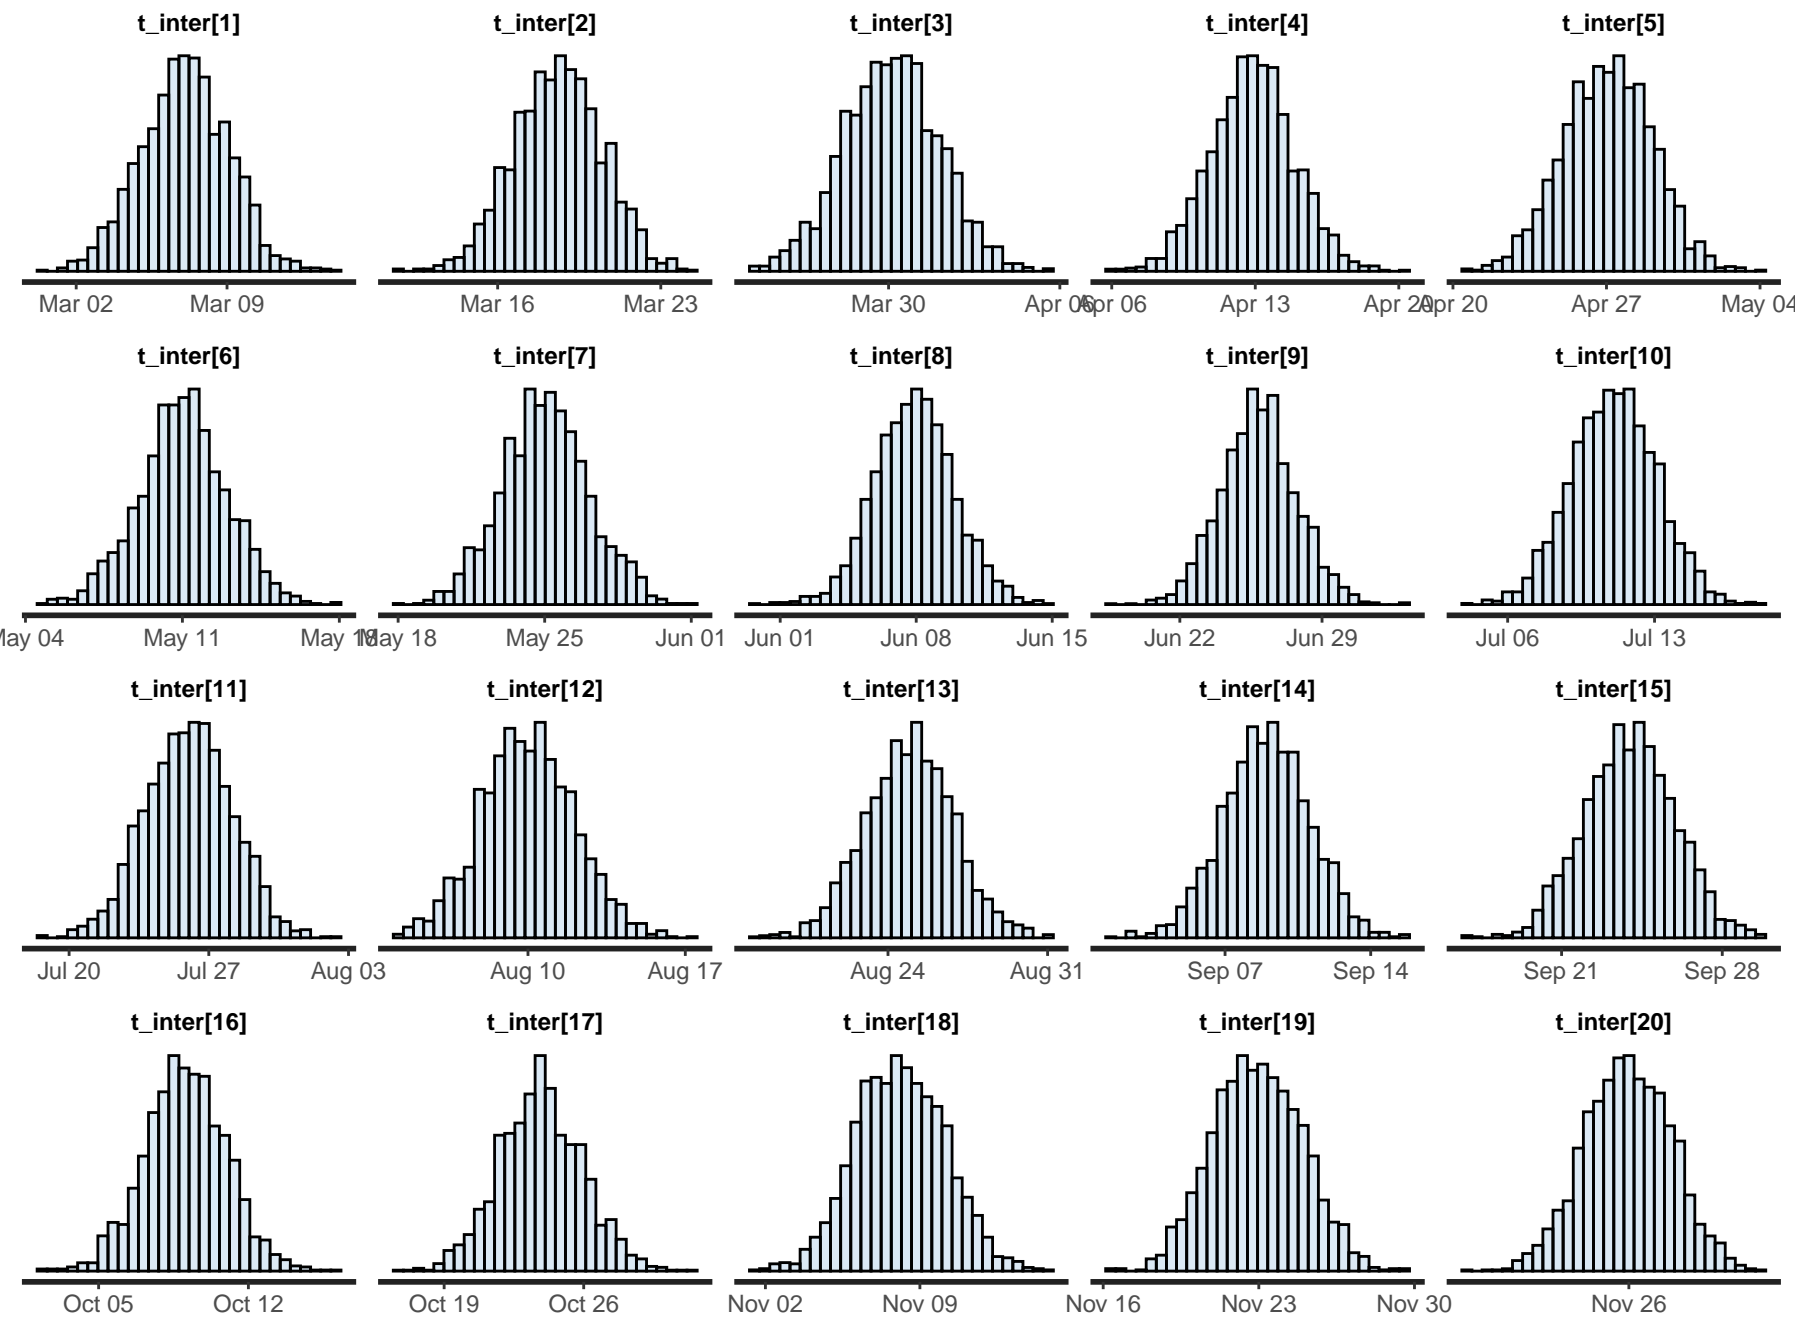 t_inter[1] t_inter[2] t_inter[3] t_inter[4] t_inter[5]
Mar 02 Mar 09 Mar 16 Mar 23 Mar 30 Apr 06 Apr 06 Apr 13 Apr 20 Apr 20 Apr 27 May 04
t_inter[6] t_inter[7] t_inter[8] t_inter[9] t_inter[10]
May 04 May 11 May 18 May 18 May 25 Jun 01 Jun 01 Jun 08 Jun 15 Jun 22 Jun 29 Jul 06 Jul 13
t_inter[11] t_inter[12] t_inter[13] t_inter[14] t_inter[15]
Jul 20 Jul 27 Aug 03 Aug 10 Aug 17 Aug 24 Aug 31 Sep 07 Sep 14 Sep 21 Sep 28
t_inter[16] t_inter[17] t_inter[18] t_inter[19] t_inter[20]
Oct 05 Oct 12 Oct 19 Oct 26 Nov 02 Nov 09 Nov 16 Nov 23 Nov 30 Nov 26